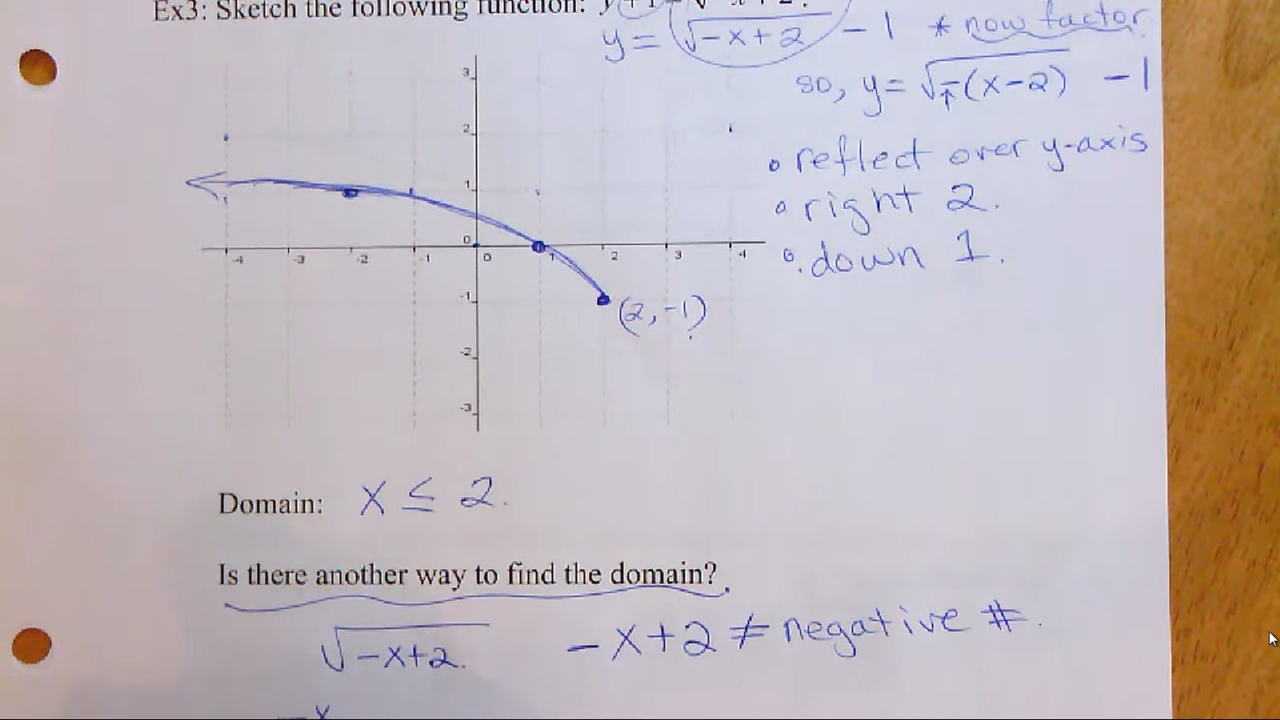 Ex3: Sketch the following function: y + 1 = √-x + 2.
y = √-x+2 - 1 * now factor.
so, y = √-(x-2) - 1
• reflect over y-axis
• right 2.
• down 1.
3
2
1
0
-4 -3 -2 -1 0 1 2 3 4
-1
(2,-1)
-2
-3
Domain: x ≤ 2.
Is there another way to find the domain?
√-x+2. -x+2 ≠ negative #.
-x